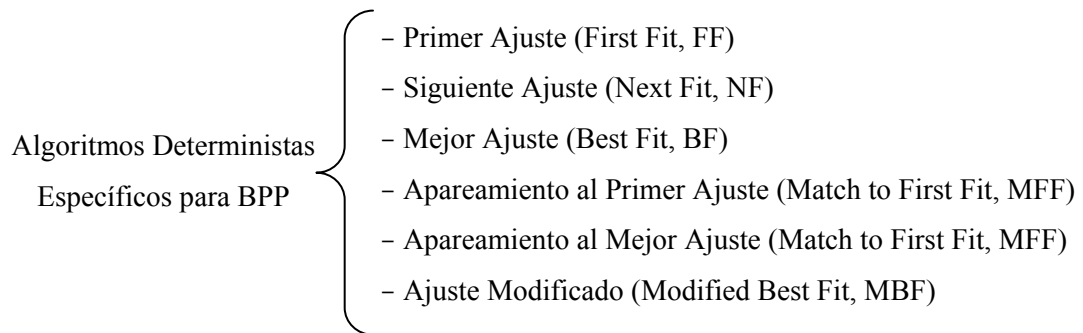 Algoritmos Deterministas
Específicos para BPP
– Primer Ajuste (First Fit, FF)
– Siguiente Ajuste (Next Fit, NF)
– Mejor Ajuste (Best Fit, BF)
– Apareamiento al Primer Ajuste (Match to First Fit, MFF)
– Apareamiento al Mejor Ajuste (Match to First Fit, MFF)
– Ajuste Modificado (Modified Best Fit, MBF)